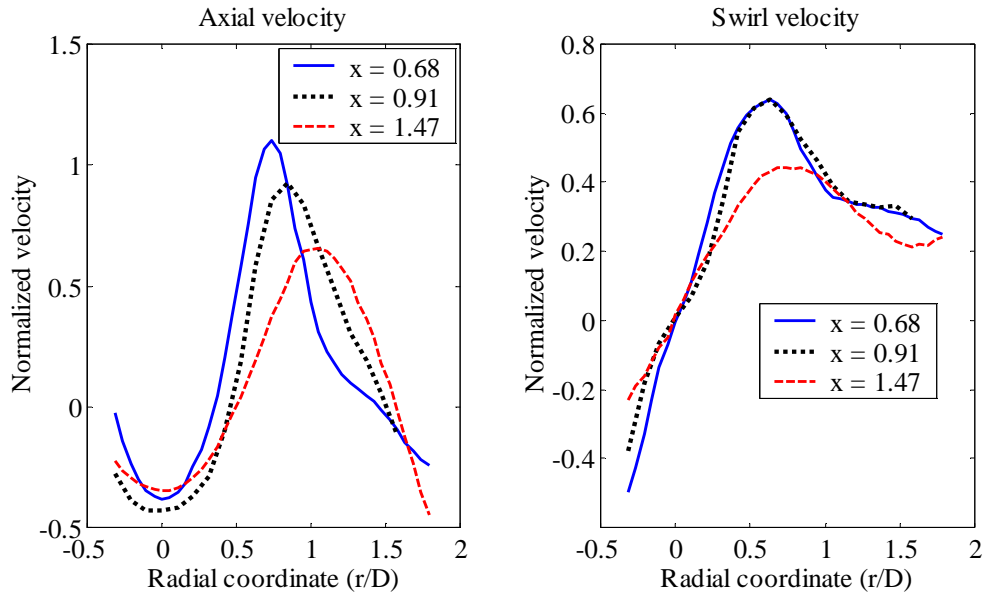 Axial velocity
1.5
1
0.5
0
-0.5
-0.5 0 0.5 1 1.5 2
Normalized velocity
Radial coordinate (r/D)
x = 0.68
x = 0.91
x = 1.47
Swirl velocity
0.8
0.6
0.4
0.2
0
-0.2
-0.4
-0.5 0 0.5 1 1.5 2
Normalized velocity
Radial coordinate (r/D)
x = 0.68
x = 0.91
x = 1.47